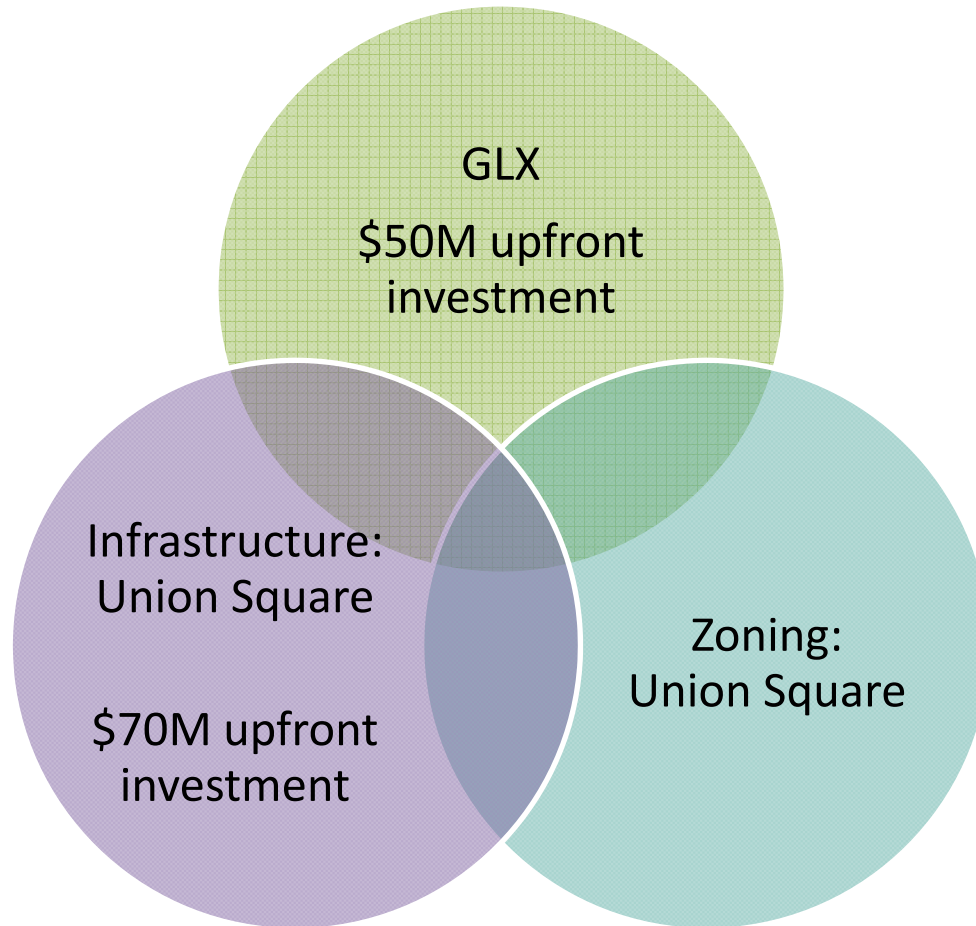 GLX
$50M upfront
investment
Infrastructure:
Union Square
$70M upfront
investment
Zoning:
Union Square